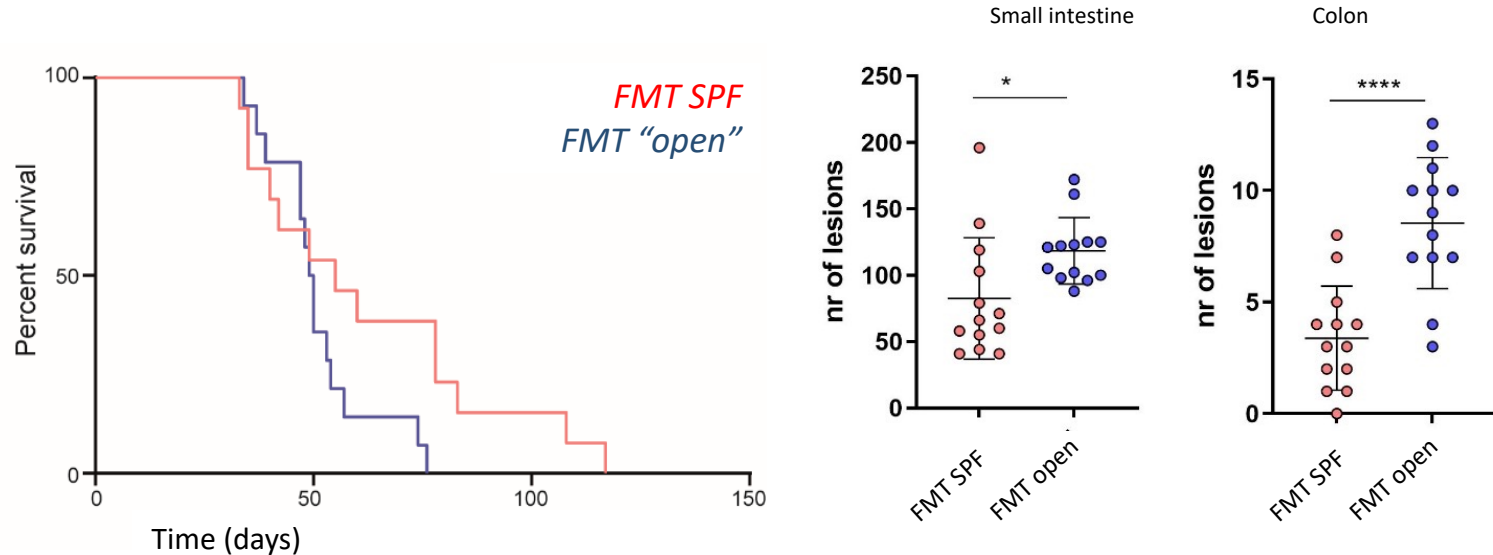 FMT SPF
FMT “open”
Percent survival
100
50
0
0
50
100
150
Time (days)
Small intestine
nr of lesions
250
200
150
100
50
0
*
FMT SPF
FMT open
Colon
nr of lesions
15
10
5
0
****
FMT SPF
FMT open